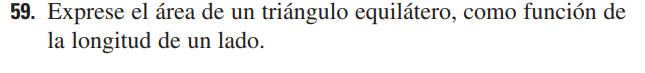 59. Exprese el área de un triángulo equilátero, como función de
la longitud de un lado.